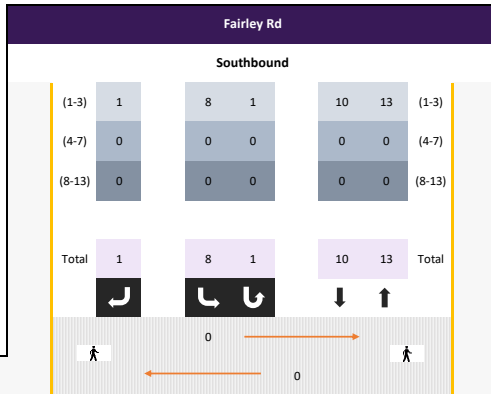 Fairley Rd
Southbound
(1-3) 1 8 1 10 13 (1-3)
(4-7) 0 0 0 0 0 (4-7)
(8-13) 0 0 0 0 0 (8-13)
Total 1 8 1 10 13 Total
0
0